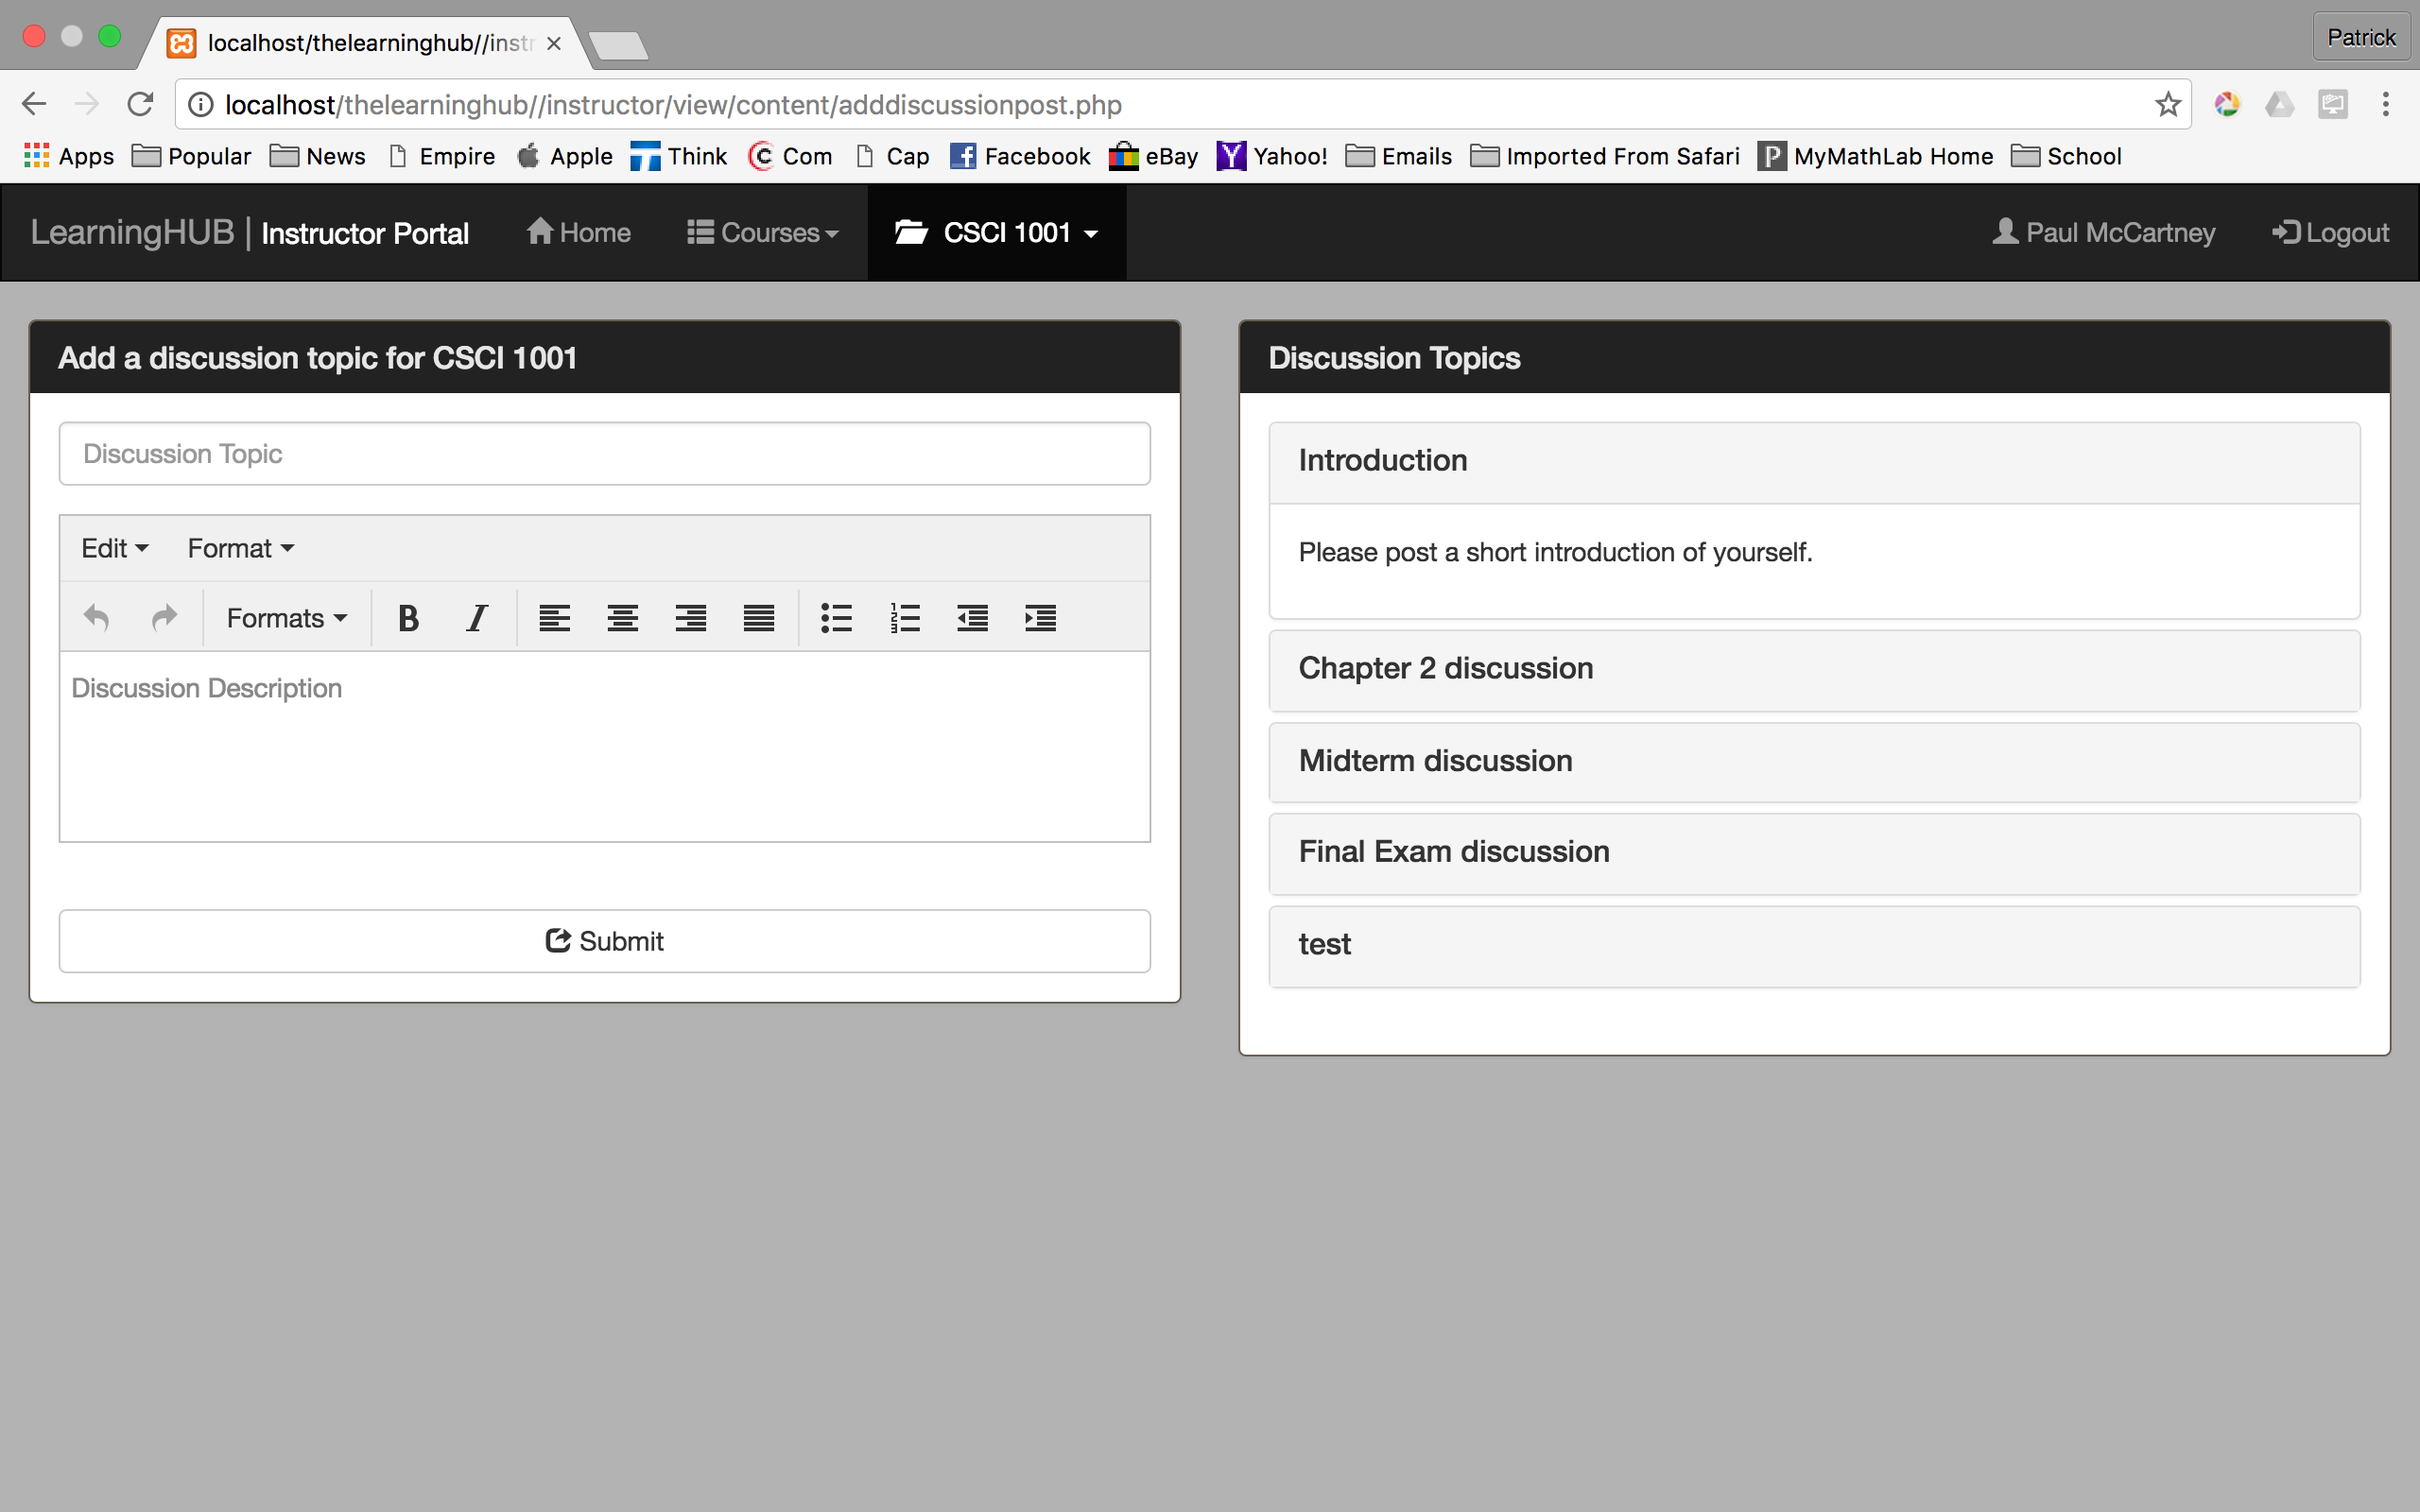 localhost/thelearninghub//instr
Patrick
localhost/thelearninghub//instructor/view/content/adddiscussionpost.php
Apps Popular News Empire Apple Think Com Cap Facebook eBay Yahoo! Emails Imported From Safari MyMathLab Home School
LearningHUB | Instructor Portal Home Courses CSCI 1001 Paul McCartney Logout
Add a discussion topic for CSCI 1001
Discussion Topic
Edit Format
Formats B I
Discussion Description
Submit
Discussion Topics
Introduction
Please post a short introduction of yourself.
Chapter 2 discussion
Midterm discussion
Final Exam discussion
test